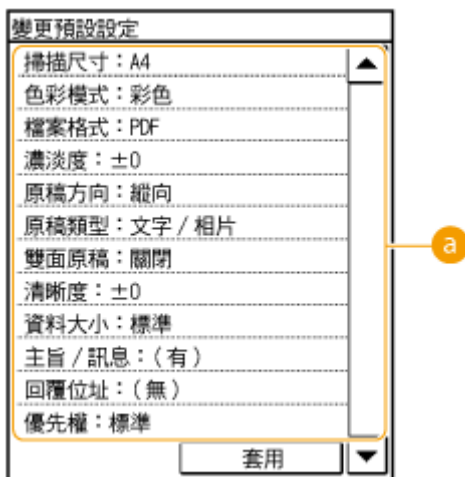 變更預設設定
掃描尺寸：A4
色彩模式：彩色
檔案格式：PDF
濃淡度：±0
原稿方向：縱向
原稿類型：文字 / 相片
雙面原稿：關閉
清晰度：±0
資料大小：標準
主旨 / 訊息：( 有 )
回覆位址：( 無 )
優先權：標準
套用
a